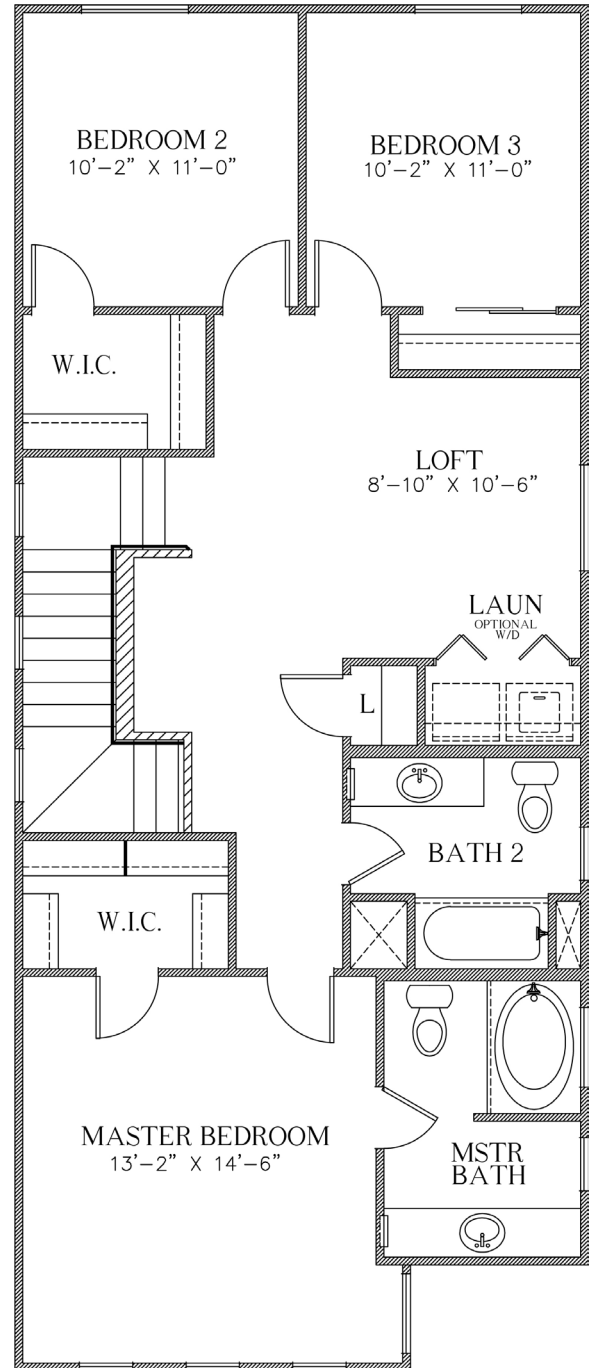 BEDROOM 2
10'-2" X 11'-0"
BEDROOM 3
10'-2" X 11'-0"
W.I.C.
LOFT
8'-10" X 10'-6"
LAUN
OPTIONAL
W/D
L
BATH 2
W.I.C.
MASTER BEDROOM
13'-2" X 14'-6"
MSTR
BATH